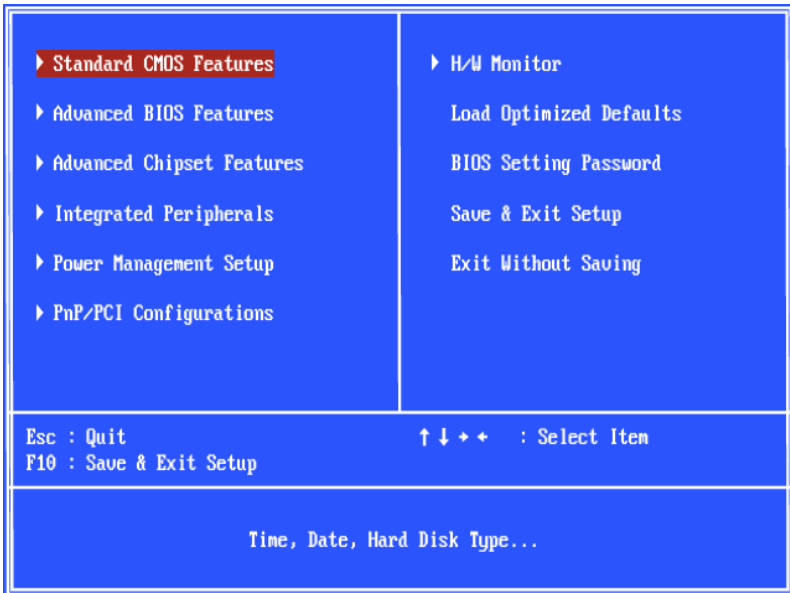 Standard CMOS Features
Advanced BIOS Features
Advanced Chipset Features
Integrated Peripherals
Power Management Setup
PnP/PCI Configurations
H/W Monitor
Load Optimized Defaults
BIOS Setting Password
Save & Exit Setup
Exit Without Saving
Esc : Quit
F10 : Save & Exit Setup
↑ ↓ → ← : Select Item
Time, Date, Hard Disk Type...